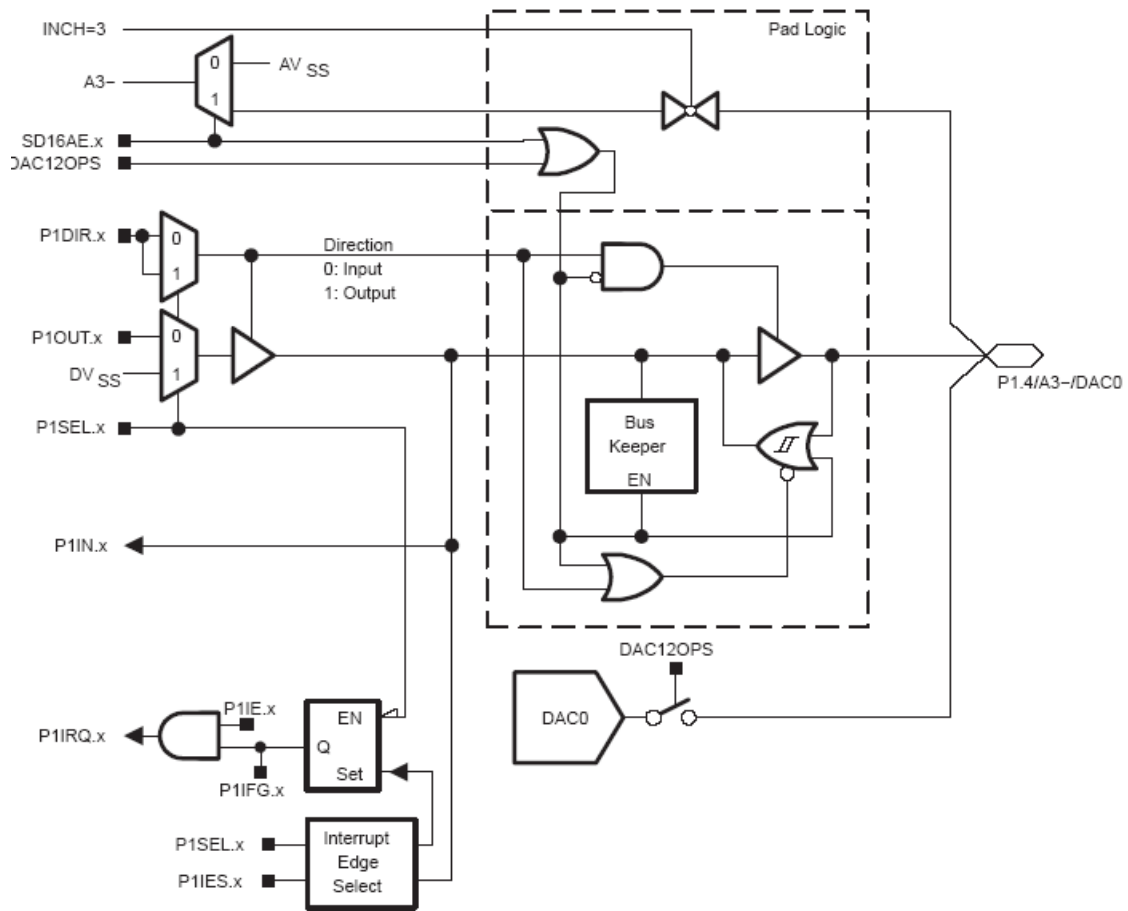 INCH=3
Pad Logic
0
AV SS
A3−
1
SD16AE.x
DAC12OPS
P1DIR.x
0
Direction
0: Input
1
1: Output
P1OUT.x
0
DV SS
1
P1.4/A3−/DAC0
P1SEL.x
Bus
Keeper
EN
P1IN.x
DAC12OPS
P1IE.x
EN
DAC0
P1IRQ.x
Q
Set
P1IFG.x
P1SEL.x
Interrupt
Edge
P1IES.x
Select